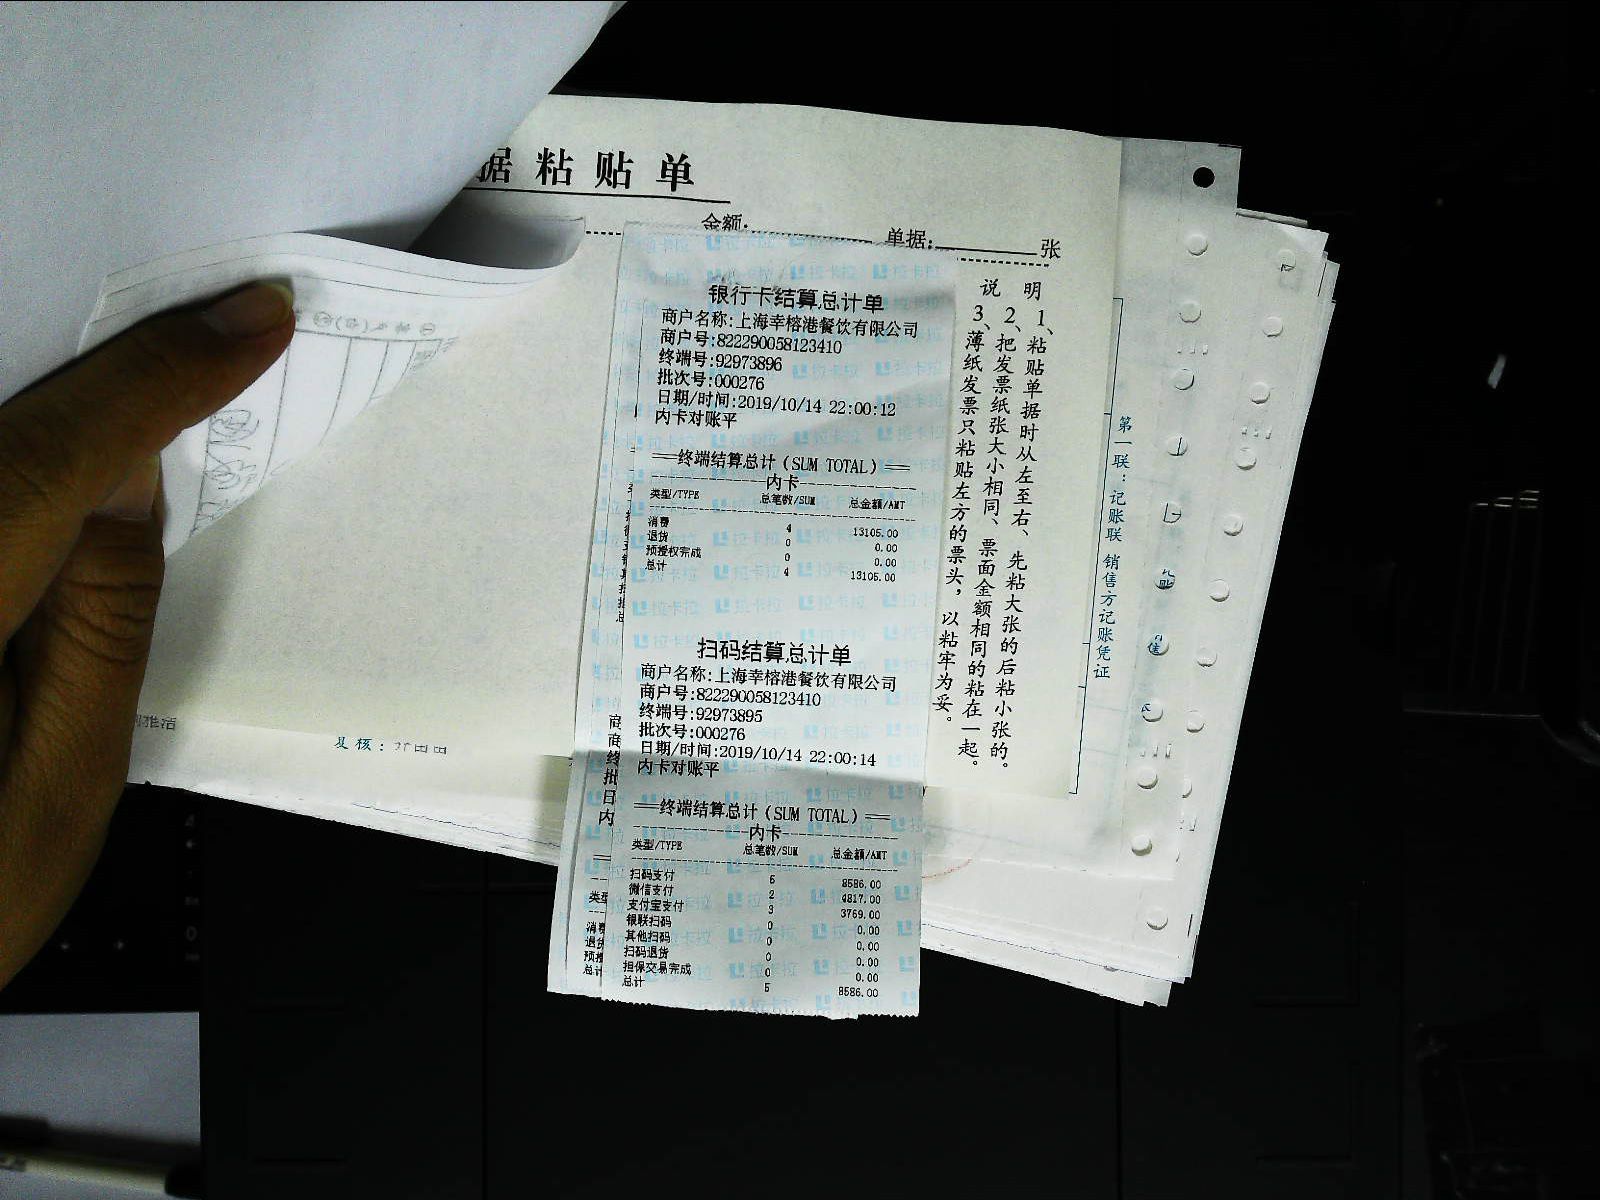 据粘贴单
金额:
单据:
张
说明
1、粘贴单据时从左至右、先粘大张的后粘小张的。
2、把发票纸张大小相同、票面金额相同的粘在一起。
3、薄纸发票只粘贴左方的票头，以粘牢为妥。
第一联：记账联 销售方记账凭证
银行卡结算总计单
商户名称:上海幸榕港餐饮有限公司
商户号:822290058123410
终端号:92973896
批次号:000276
日期/时间:2019/10/14 22:00:12
内卡对账平
==终端结算总计(SUM TOTAL)==
内卡
类型/TYPE 总笔数/SUM 总金额/AMT
消费 4 13105.00
退货 0 0.00
预授权完成 0 0.00
总计 4 13105.00
扫码结算总计单
商户名称:上海幸榕港餐饮有限公司
商户号:822290058123410
终端号:92973895
批次号:000276
日期/时间:2019/10/14 22:00:14
内卡对账平
==终端结算总计(SUM TOTAL)==
内卡
类型/TYPE 总笔数/SUM 总金额/AMT
扫码支付 5 8586.00
微信支付 2 4817.00
支付宝支付 3 3769.00
银联扫码 0 0.00
其他扫码 0 0.00
扫码退货 0 0.00
担保交易完成 0 0.00
总计 5 8586.00
复核:
拉卡拉